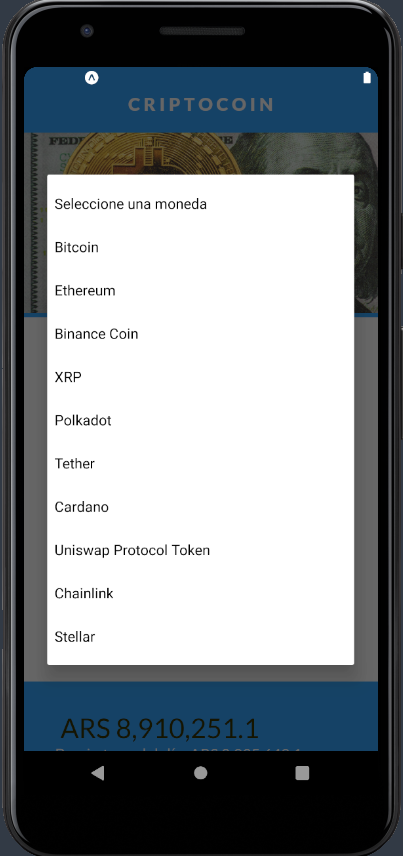 CRIPTOCOIN
Seleccione una moneda
Bitcoin
Ethereum
Binance Coin
XRP
Polkadot
Tether
Cardano
Uniswap Protocol Token
Chainlink
Stellar
ARS 8,910,251.1